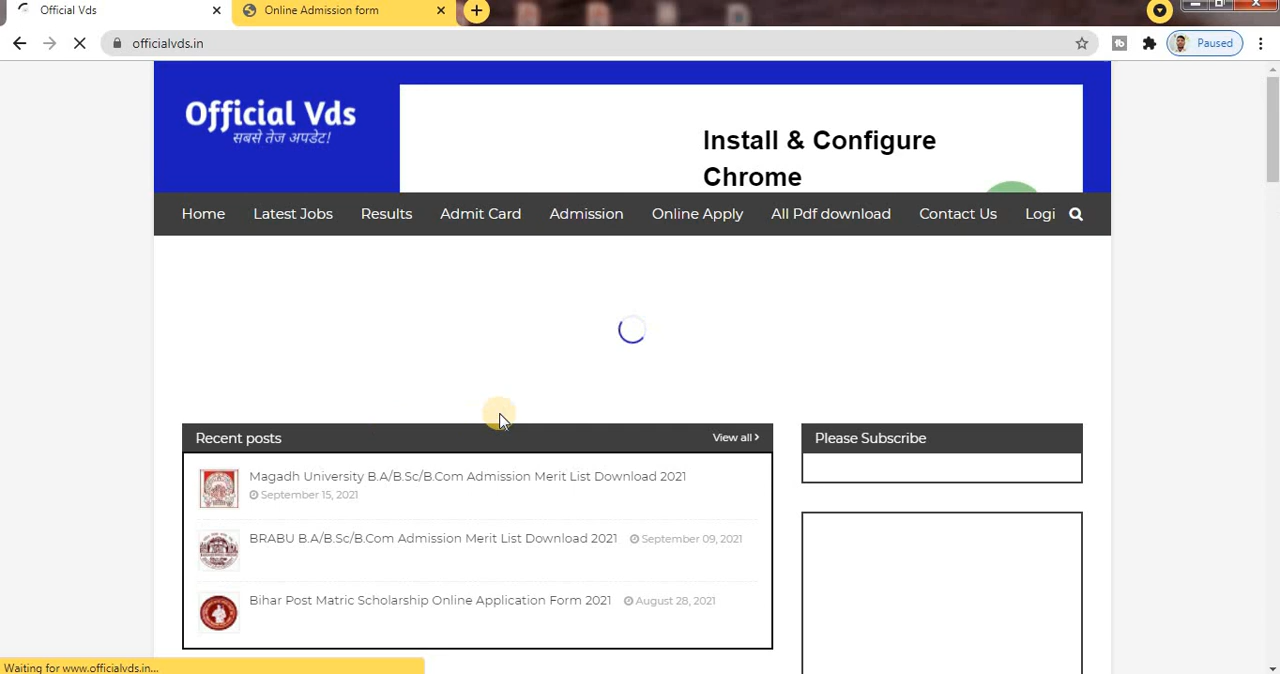 Official Vds
Online Admission form
officialvds.in
Paused
Official Vds
सबसे तेज अपडेट!
Install & Configure
Chrome
Home Latest Jobs Results Admit Card Admission Online Apply All Pdf download Contact Us Logi
Recent posts View all
Please Subscribe
Magadh University B.A/B.Sc/B.Com Admission Merit List Download 2021
September 15, 2021
BRABU B.A/B.Sc/B.Com Admission Merit List Download 2021 September 09, 2021
Bihar Post Matric Scholarship Online Application Form 2021 August 28, 2021
Waiting for www.officialvds.in...